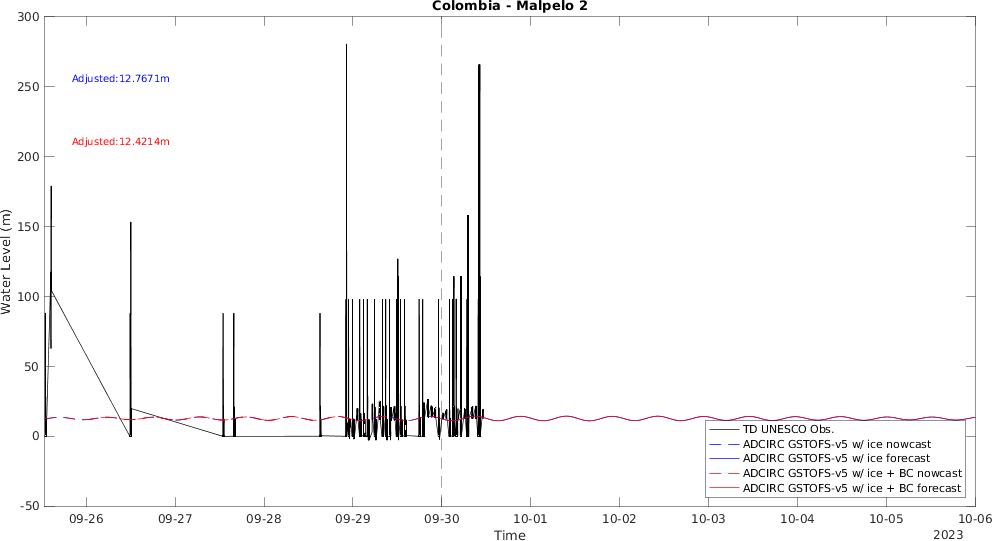 Colombia - Malpelo 2
300
250
200
150
100
50
0
-50
Water Level (m)
Adjusted:12.7671m
Adjusted:12.4214m
TD UNESCO Obs.
ADCIRC GSTOFS-v5 w/ ice nowcast
ADCIRC GSTOFS-v5 w/ ice forecast
ADCIRC GSTOFS-v5 w/ ice + BC nowcast
ADCIRC GSTOFS-v5 w/ ice + BC forecast
09-26 09-27 09-28 09-29 09-30 10-01 10-02 10-03 10-04 10-05 10-06
Time
2023